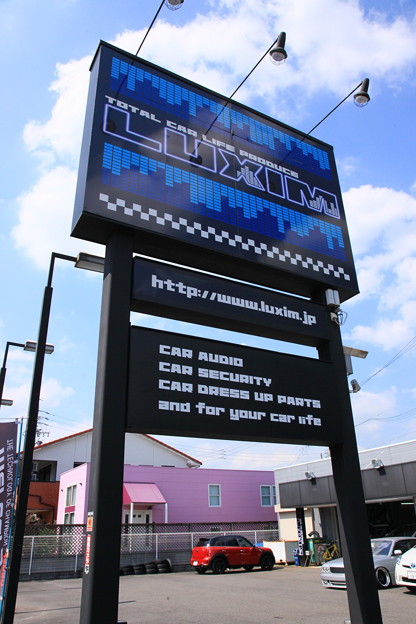 TOTAL CAR LIFE PRODUCE
LUXIM
http://www.luxim.jp
CAR AUDIO
CAR SECURITY
CAR DRESS UP PARTS
and for your car life